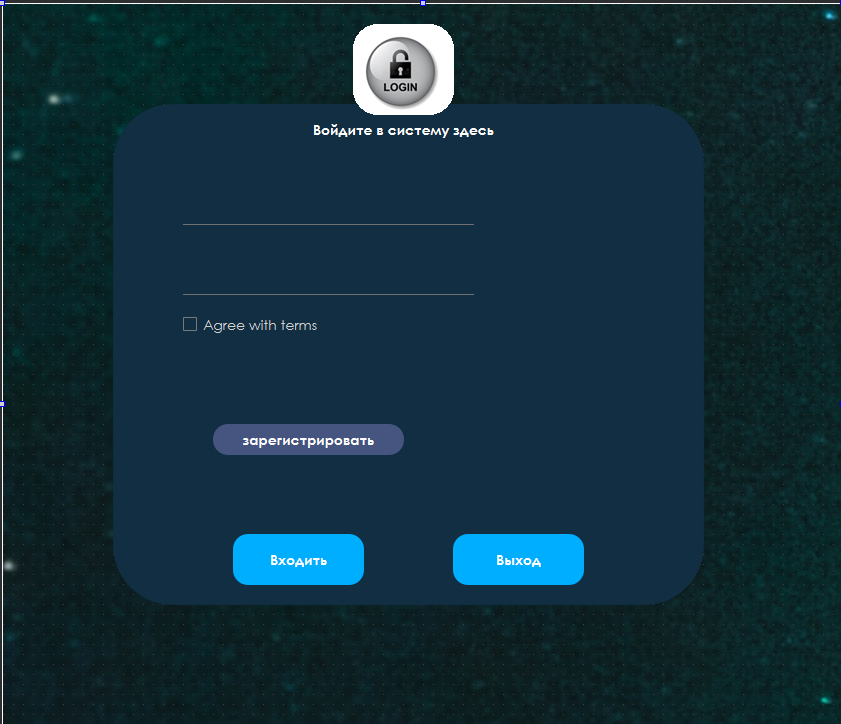 LOGIN
Войдите в систему здесь
Agree with terms
зарегистрировать
Входить
Выход